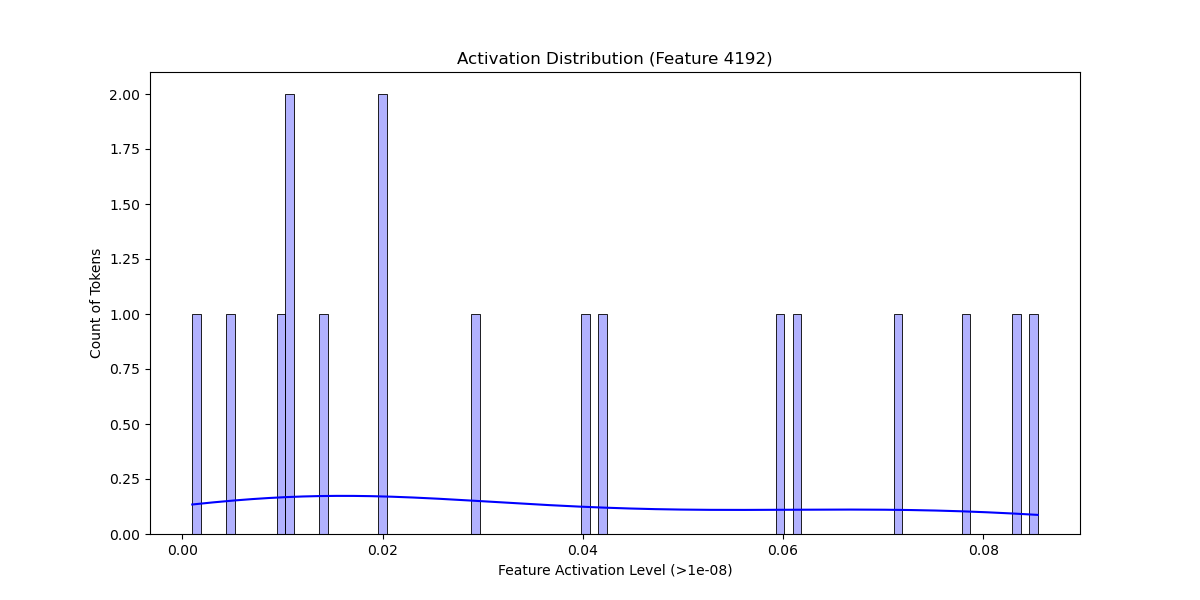 Activation Distribution (Feature 4192)
2.00
1.75
1.50
1.25
1.00
0.75
0.50
0.25
0.00
Count of Tokens
0.00 0.02 0.04 0.06 0.08
Feature Activation Level (>1e-08)